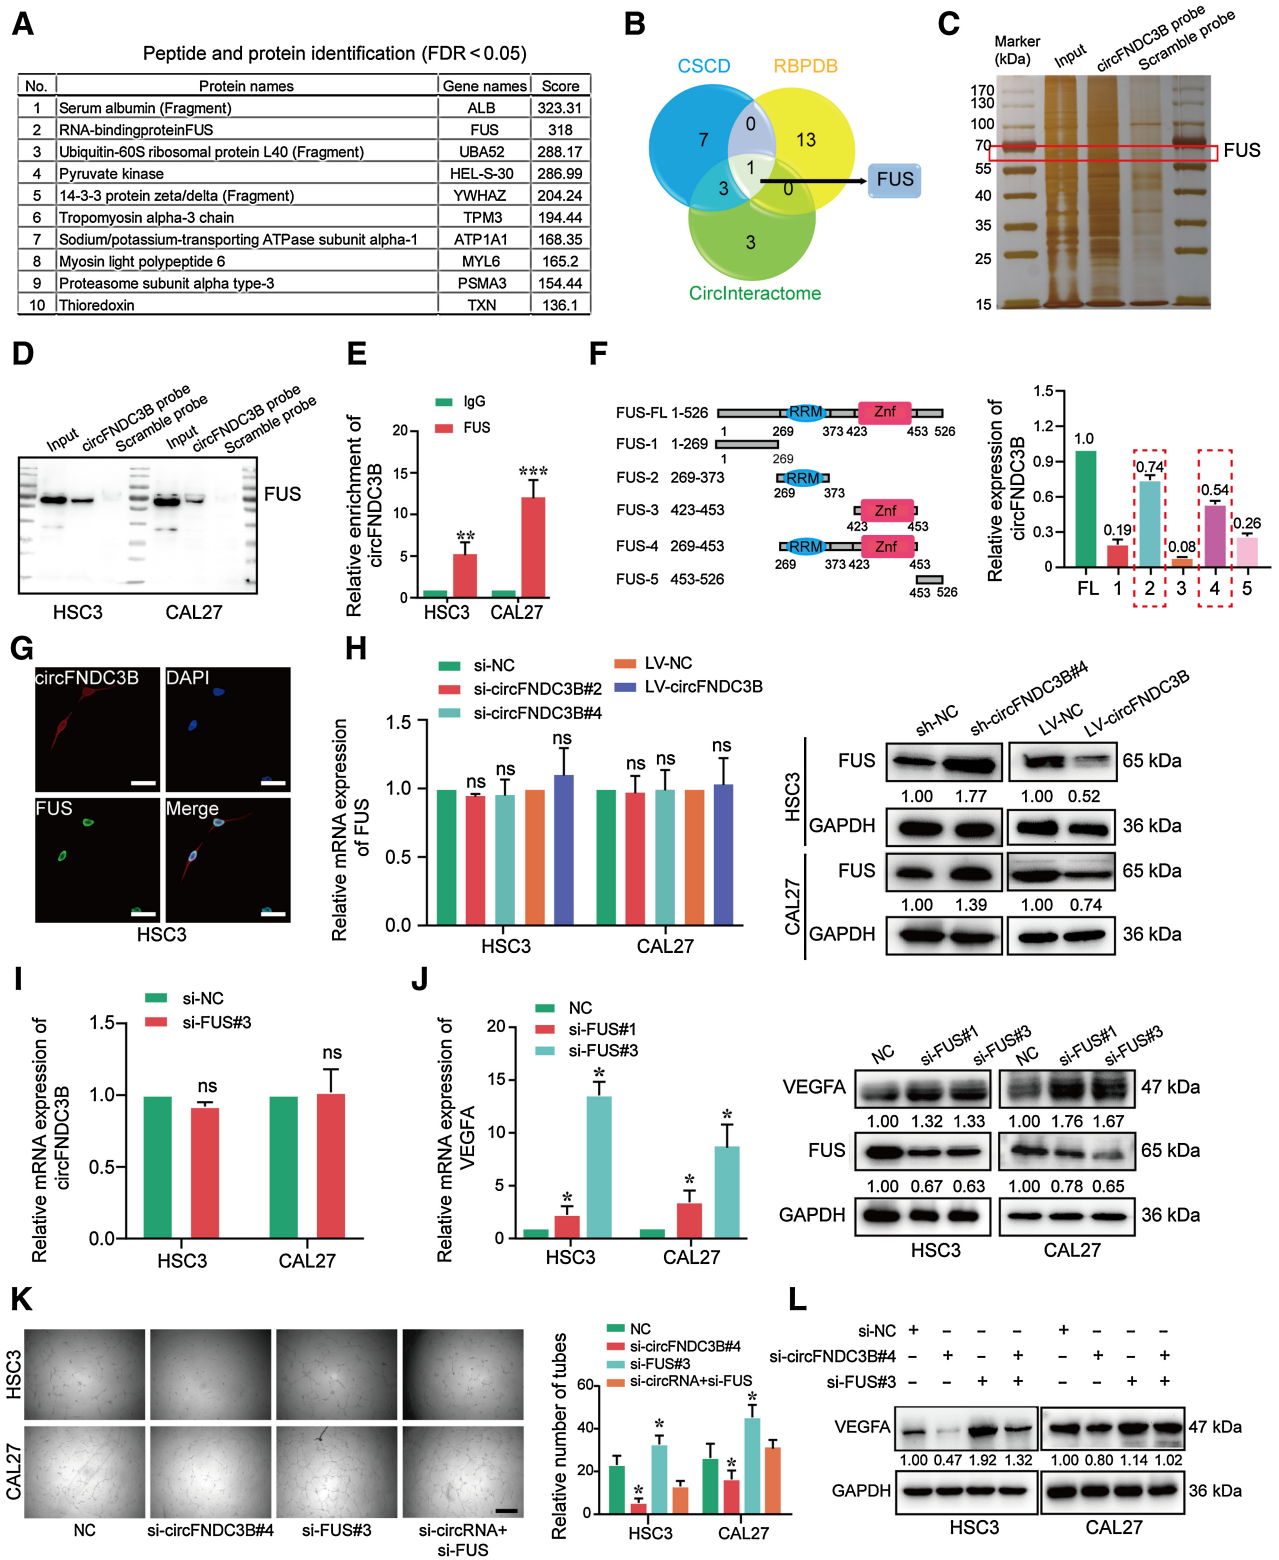 A
Peptide and protein identification (FDR < 0.05)
No. Protein names Gene names Score
1 Serum albumin (Fragment) ALB 323.31
2 RNA-bindingproteinFUS FUS 318
3 Ubiquitin-60S ribosomal protein L40 (Fragment) UBA52 288.17
4 Pyruvate kinase HEL-S-30 286.99
5 14-3-3 protein zeta/delta (Fragment) YWHAZ 204.24
6 Tropomyosin alpha-3 chain TPM3 194.44
7 Sodium/potassium-transporting ATPase subunit alpha-1 ATP1A1 168.35
8 Myosin light polypeptide 6 MYL6 165.2
9 Proteasome subunit alpha type-3 PSMA3 154.44
10 Thioredoxin TXN 136.1
B
CSCD RBPDB
7 0 13
1
3 0
FUS
3
CircInteractome
C
Marker
(kDa)
Input
circFNDC3B probe
Scramble probe
170
130
100
70
55
40
35
25
15
FUS
D
Input
circFNDC3B probe
Scramble probe
Input
circFNDC3B probe
Scramble probe
FUS
HSC3 CAL27
E
IgG
FUS
Relative enrichment of
circFNDC3B
20
15
10
5
0
** ***
HSC3 CAL27
F
FUS-FL 1-526 RRM Znf
1 269 373 423 453 526
FUS-1 1-269
1 269
FUS-2 269-373 RRM
269 373
FUS-3 423-453 Znf
423 453
FUS-4 269-453 RRM Znf
269 373 423 453
FUS-5 453-526
453 526
Relative expression of
circFNDC3B
1.5
1.2
0.9
0.6
0.3
0
1.0 0.19 0.74 0.08 0.54 0.26
FL 1 2 3 4 5
G
circFNDC3B DAPI
FUS Merge
HSC3
H
si-NC
si-circFNDC3B#2
si-circFNDC3B#4
LV-NC
LV-circFNDC3B
Relative mRNA expression
of FUS
1.5
1.0
0.5
0.0
ns ns ns ns ns ns
HSC3 CAL27
sh-NC
sh-circFNDC3B#4
LV-NC
LV-circFNDC3B
HSC3
FUS 65 kDa
1.00 1.77 1.00 0.52
GAPDH 36 kDa
CAL27
FUS 65 kDa
1.00 1.39 1.00 0.74
GAPDH 36 kDa
I
si-NC
si-FUS#3
Relative mRNA expression of
circFNDC3B
1.5
1.0
0.5
0.0
ns ns
HSC3 CAL27
J
NC
si-FUS#1
si-FUS#3
Relative mRNA expression of
VEGFA
20
15
10
5
0
* * * *
HSC3 CAL27
NC si-FUS#1 si-FUS#3 NC si-FUS#1 si-FUS#3
VEGFA 47 kDa
1.00 1.32 1.33 1.00 1.76 1.67
FUS 65 kDa
1.00 0.67 0.63 1.00 0.78 0.65
GAPDH 36 kDa
HSC3 CAL27
K
HSC3
CAL27
NC si-circFNDC3B#4 si-FUS#3 si-circRNA+
si-FUS
NC
si-circFNDC3B#4
si-FUS#3
si-circRNA+si-FUS
Relative number of tubes
60
40
20
0
* * * *
HSC3 CAL27
L
si-NC + − − − + − − −
si-circFNDC3B#4 − + − + − + − +
si-FUS#3 − − + + − − + +
VEGFA 47 kDa
1.00 0.47 1.92 1.32 1.00 0.80 1.14 1.02
GAPDH 36 kDa
HSC3 CAL27